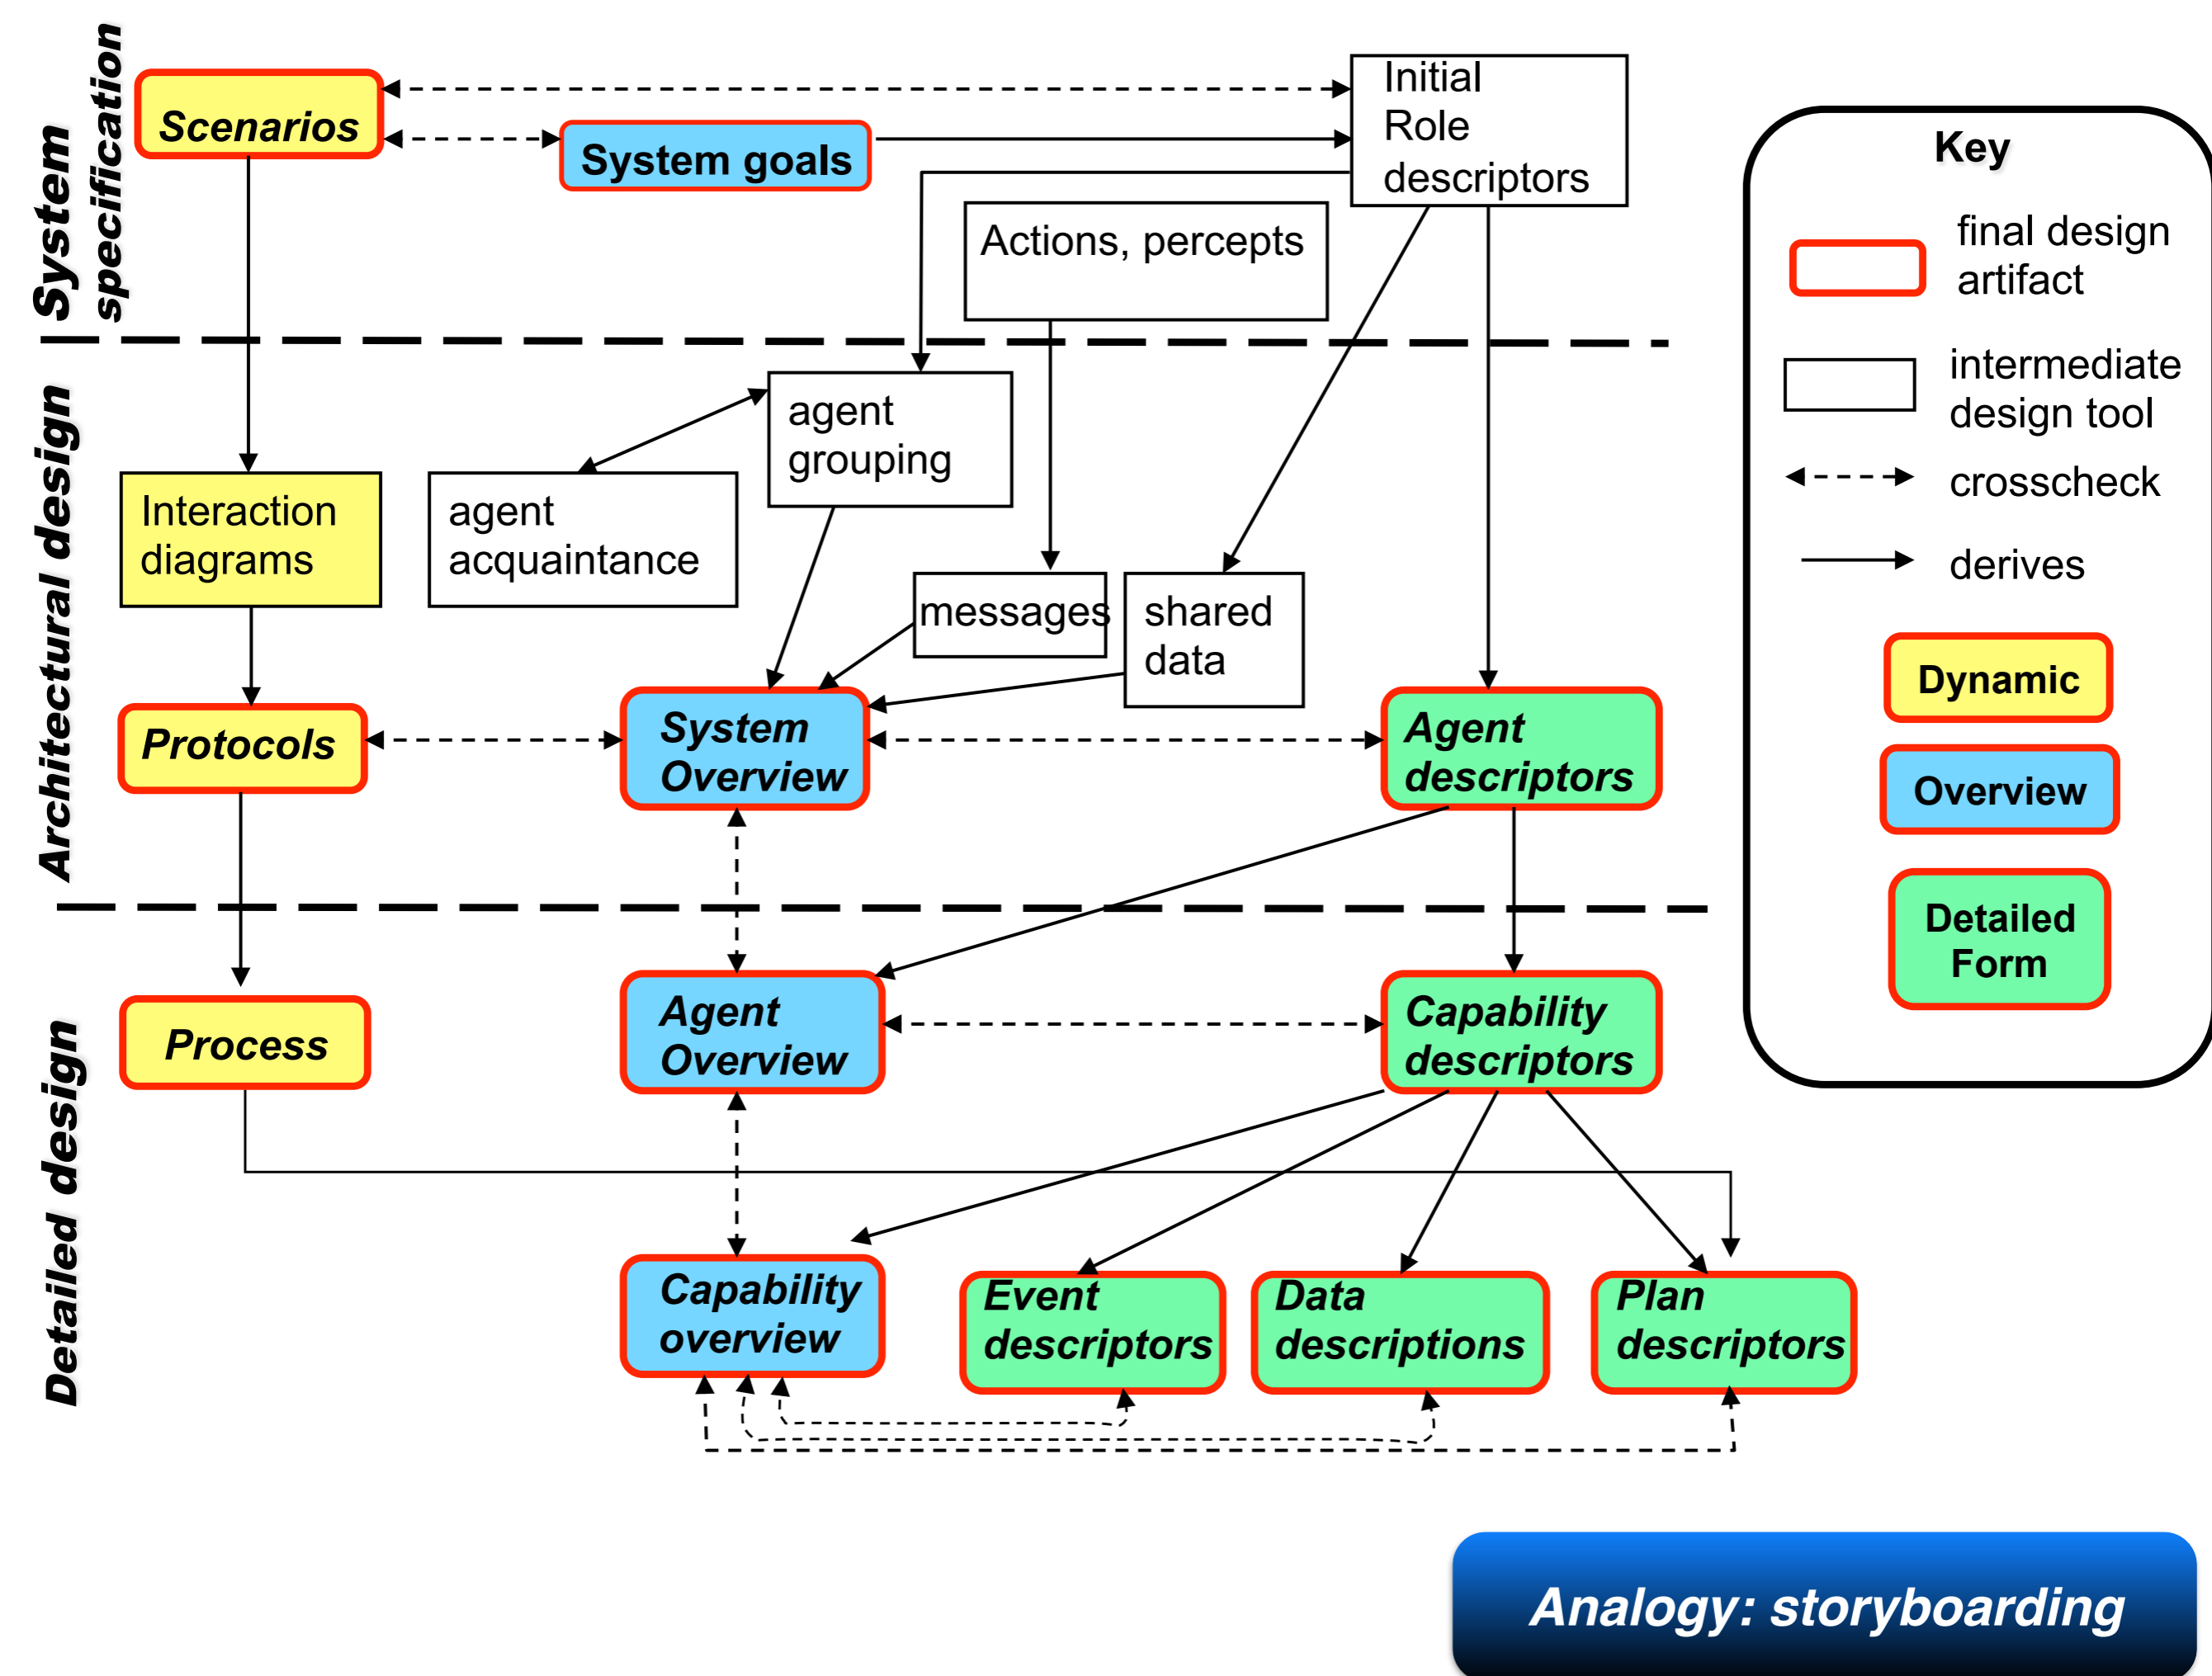 System
specification
Scenarios
System goals
Initial
Role
descriptors
Actions, percepts
Architectural design
agent
grouping
Interaction
diagrams
agent
acquaintance
messages
shared
data
Protocols
System
Overview
Agent
descriptors
Detailed design
Process
Agent
Overview
Capability
descriptors
Capability
overview
Event
descriptors
Data
descriptions
Plan
descriptors
Key
final design
artifact
intermediate
design tool
crosscheck
derives
Dynamic
Overview
Detailed
Form
Analogy: storyboarding